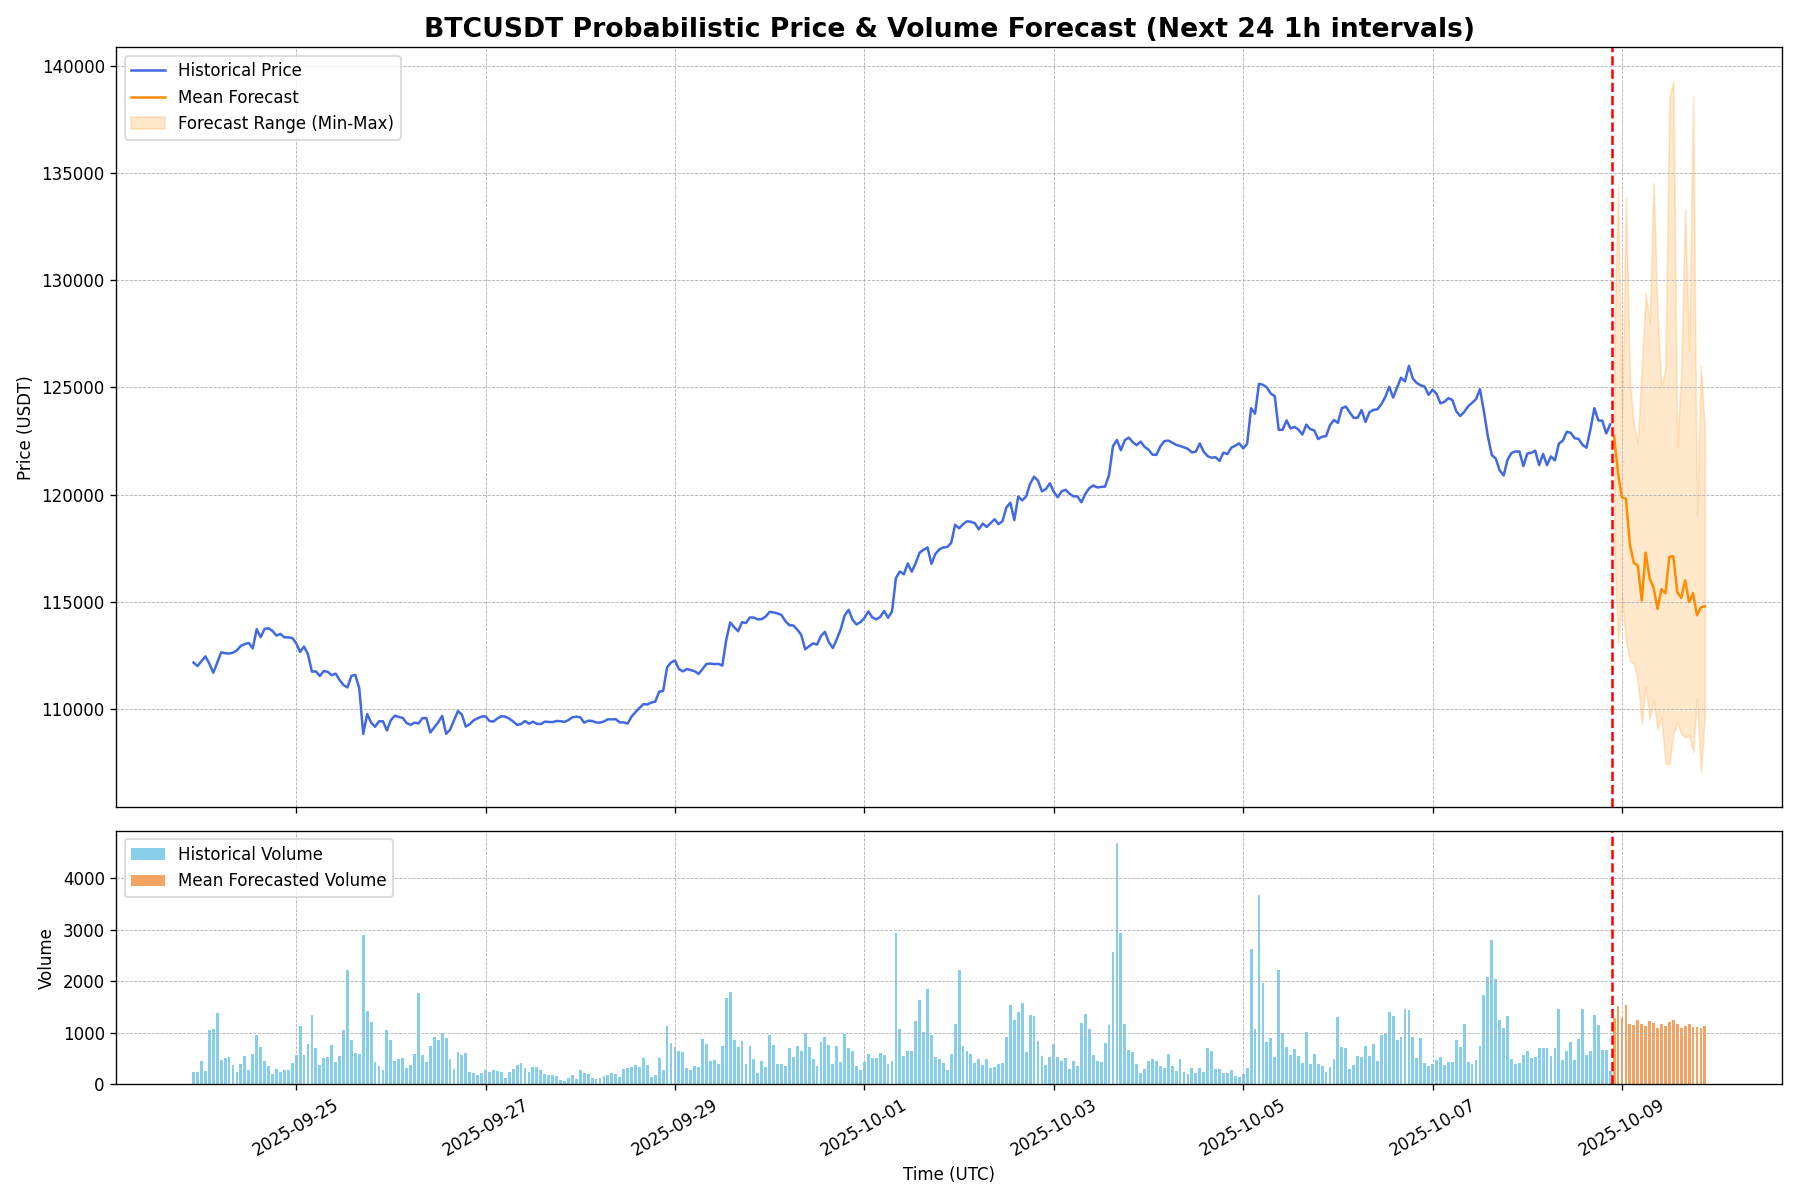 BTCUSDT Probabilistic Price & Volume Forecast (Next 24 1h intervals)
Historical Price
Mean Forecast
Forecast Range (Min-Max)
140000
135000
130000
125000
120000
115000
110000
Price (USDT)
Historical Volume
Mean Forecasted Volume
4000
3000
2000
1000
0
Volume
2025-09-25
2025-09-27
2025-09-29
2025-10-01
2025-10-03
2025-10-05
2025-10-07
2025-10-09
Time (UTC)